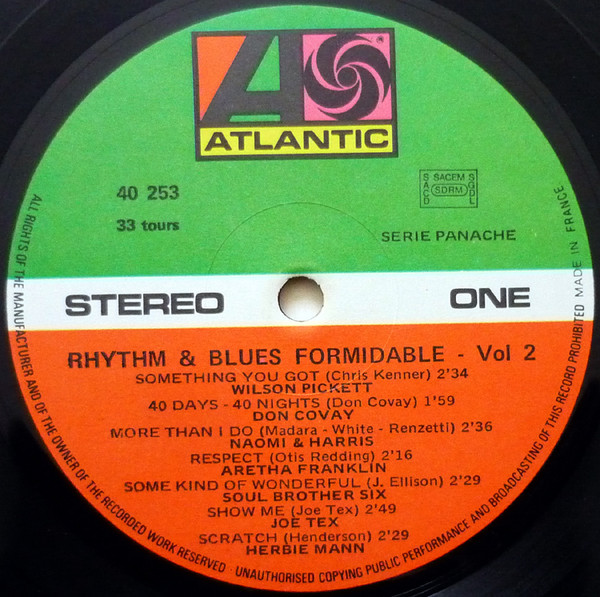 ATLANTIC
40 253
33 tours
SACEM
SACD
SDRM
SGDL
SERIE PANACHE
STEREO
ONE
RHYTHM & BLUES FORMIDABLE - Vol 2
SOMETHING YOU GOT (Chris Kenner) 2'34
WILSON PICKETT
40 DAYS - 40 NIGHTS (Don Covay) 1'59
DON COVAY
MORE THAN I DO (Madara - White - Renzetti) 2'36
NAOMI & HARRIS
RESPECT (Otis Redding) 2'16
ARETHA FRANKLIN
SOME KIND OF WONDERFUL (J. Ellison) 2'29
SOUL BROTHER SIX
SHOW ME (Joe Tex) 2'49
JOE TEX
SCRATCH (Henderson) 2'29
HERBIE MANN
ALL RIGHTS OF THE MANUFACTURER AND OF THE OWNER OF THE RECORDED WORK RESERVED · UNAUTHORISED COPYING PUBLIC PERFORMANCE AND BROADCASTING OF THIS RECORD PROHIBITED MADE IN FRANCE